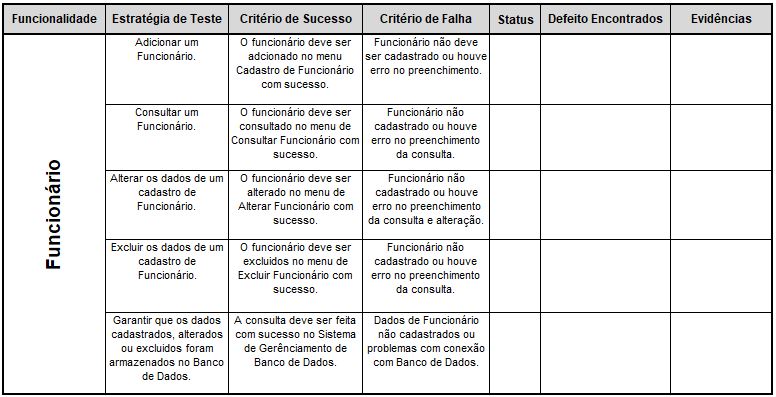 Funcionalidade Estratégia de Teste Critério de Sucesso Critério de Falha Status Defeito Encontrados Evidências
Funcionário
Adicionar um
Funcionário.
O funcionário deve ser
adcionado no menu
Cadastro de Funcionário
com sucesso.
Funcionário não deve
ser cadastrado ou houve
erro no preenchimento.
Consultar um
Funcionário.
O funcionário deve ser
consultado no menu de
Consultar Funcionário com
sucesso.
Funcionário não
cadastrado ou houve
erro no preenchimento
da consulta.
Alterar os dados de um
cadastro de
Funcionário.
O funcionário deve ser
alterado no menu de
Alterar Funcionário com
sucesso.
Funcionário não
cadastrado ou houve
erro no preenchimento
da consulta e alteração.
Excluir os dados de um
cadastro de
Funcionário.
O funcionário deve ser
excluidos no menu de
Excluir Funcionário com
sucesso.
Funcionário não
cadastrado ou houve
erro no preenchimento
da consulta.
Garantir que os dados
cadastrados, alterados
ou excluidos foram
armazenados no Banco
de Dados.
A consulta deve ser feita
com sucesso no Sistema
de Gerênciamento de
Banco de Dados.
Dados de Funcionário
não cadastrados ou
problemas com conexão
com Banco de Dados.